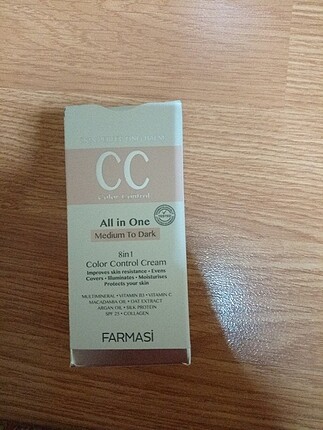 CC
Color Control
All in One
Medium To Dark
8in1
Color Control Cream
Improves skin resistance • Evens
Covers • Illuminates • Moisturises
Protects your skin
MULTIMINERAL • VITAMIN B3 • VITAMIN C
MACADAMIA OIL • OAT EXTRACT
ARGAN OIL • SILK PROTEIN
SPF 25 • COLLAGEN
FARMASİ